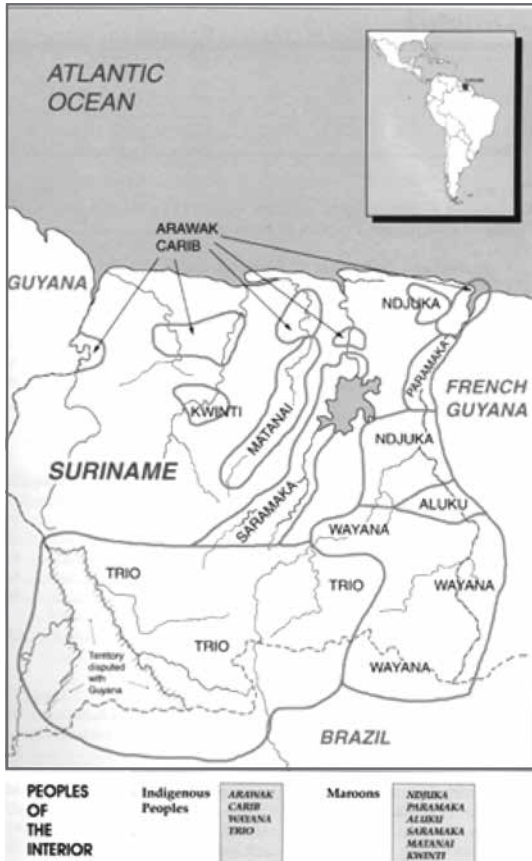 ATLANTIC
OCEAN
ARAWAK
CARIB
GUYANA
NDJUKA
PARAMAKA
FRENCH
GUYANA
KWINTI
MATANAI
NDJUKA
SURINAME
SARAMAKA
ALUKU
WAYANA
TRIO
TRIO
WAYANA
TRIO
Territory
disputed
with
Guyana
WAYANA
BRAZIL
PEOPLES
OF
THE
INTERIOR
Indigenous
Peoples
ARAWAK
CARIB
WAYANA
TRIO
Maroons
NDJUKA
PARAMAKA
ALUKU
SARAMAKA
MATANAI
KWINTI